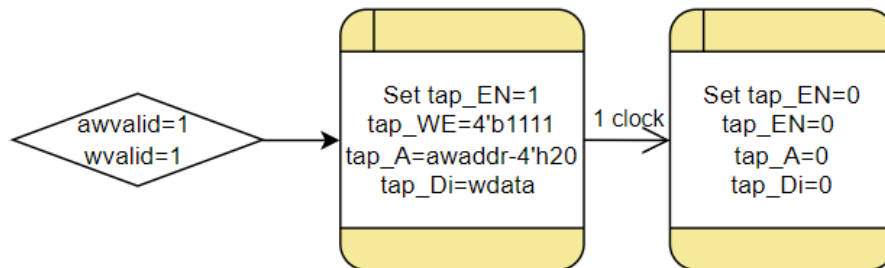 awvalid=1
wvalid=1
Set tap_EN=1
tap_WE=4'b1111
tap_A=awaddr-4'h20
tap_Di=wdata
1 clock
Set tap_EN=0
tap_EN=0
tap_A=0
tap_Di=0